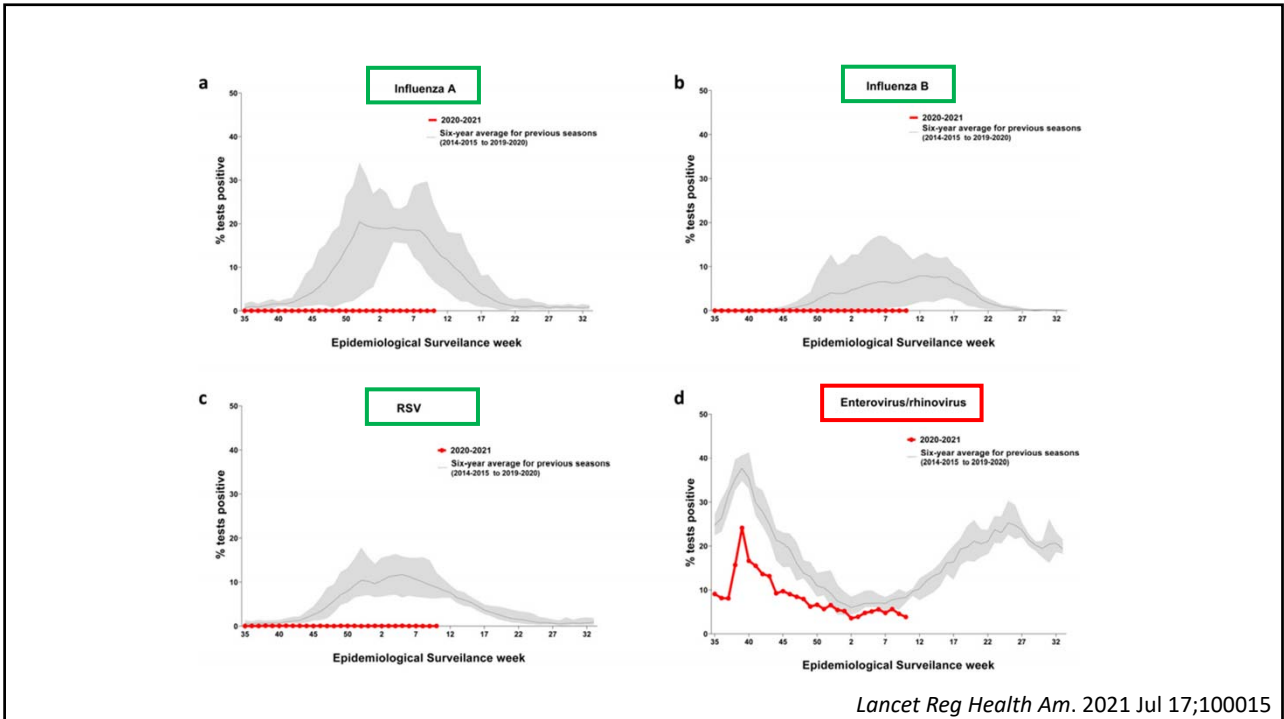 a
Influenza A
50
40
30
20
10
0
% tests positive
2020-2021
Six-year average for previous seasons
(2014-2015 to 2019-2020)
35 40 45 50 2 7 12 17 22 27 32
Epidemiological Surveilance week
b
Influenza B
50
40
30
20
10
0
% tests positive
2020-2021
Six-year average for previous seasons
(2014-2015 to 2019-2020)
35 40 45 50 2 7 12 17 22 27 32
Epidemiological Surveilance week
c
RSV
50
40
30
20
10
0
% tests positive
2020-2021
Six-year average for previous seasons
(2014-2015 to 2019-2020)
35 40 45 50 2 7 12 17 22 27 32
Epidemiological Surveilance week
d
Enterovirus/rhinovirus
50
40
30
20
10
0
% tests positive
2020-2021
Six-year average for previous seasons
(2014-2015 to 2019-2020)
35 40 45 50 2 7 12 17 22 27 32
Epidemiological Surveilance week
Lancet Reg Health Am. 2021 Jul 17;100015